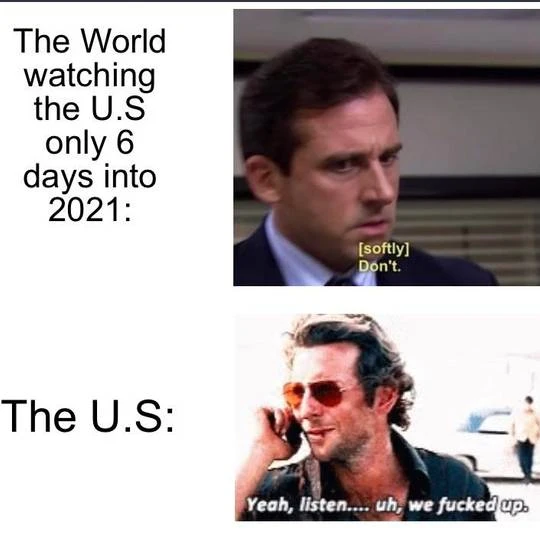 The World
watching
the U.S
only 6
days into
2021:
[softly]
Don't.
The U.S:
Yeah, listen.... uh, we fucked up.